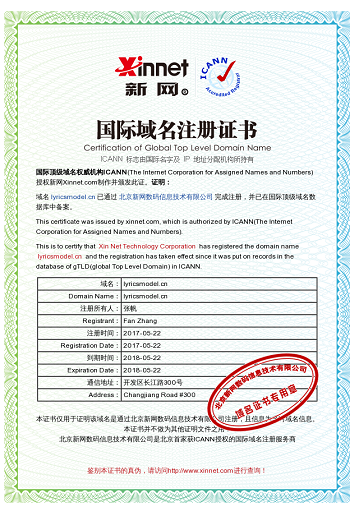 Xinnet
新网
ICANN
Accredited Registrar
国际域名注册证书
Certification of Global Top Level Domain Name
ICANN 标志由国际名字及 IP 地址分配机构所持有
国际顶级域名权威机构ICANN(The Internet Corporation for Assigned Names and Numbers)
授权新网Xinnet.com制作并颁发此证。证明：
域名 lyricsmodel.cn 已通过 北京新网数码信息技术有限公司 完成注册，并已在国际顶级域名数
据库中备案。
This certificate was issued by xinnet.com, which is authorized by ICANN(The Internet
Corporation for Assigned Names and Numbers).
This is to certify that Xin Net Technology Corporation has registered the domain name
lyricsmodel.cn and the registration has taken effect since it was put on records in the
database of gTLD(global Top Level Domain) in ICANN.
域名： lyricsmodel.cn
Domain Name： lyricsmodel.cn
注册所有人： 张帆
Registrant： Fan Zhang
注册时间： 2017-05-22
Registration Date： 2017-05-22
到期时间： 2018-05-22
Expiration Date： 2018-05-22
通信地址： 开发区长江路300号
Address： Changjiang Road #300
北京新网数码信息技术有限公司
域名证书专用章
本证书仅用于证明该域名是通过北京新网数码信息技术有限公司注册，且信息为当时域名信息。
本证书并不做为其他证明文件之用
北京新网数码信息技术有限公司是北京首家获ICANN授权的国际域名注册服务商
鉴别本证书的真伪，请访问http://www.xinnet.com进行查询！